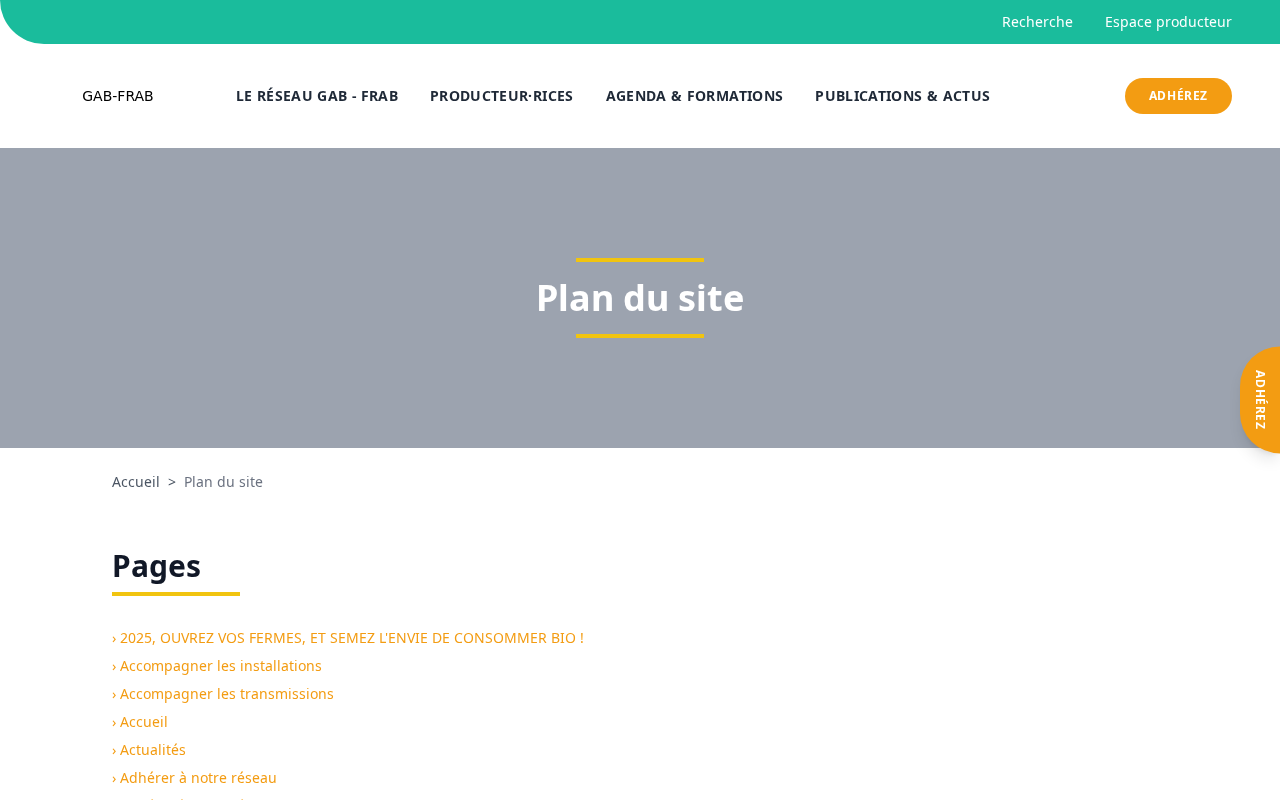 Recherche
Espace producteur
GAB-FRAB
LE RÉSEAU GAB - FRAB
PRODUCTEUR·RICES
AGENDA & FORMATIONS
PUBLICATIONS & ACTUS
ADHÉREZ
Plan du site
ADHÉREZ
Accueil > Plan du site
Pages
› 2025, OUVREZ VOS FERMES, ET SEMEZ L'ENVIE DE CONSOMMER BIO !
› Accompagner les installations
› Accompagner les transmissions
› Accueil
› Actualités
› Adhérer à notre réseau